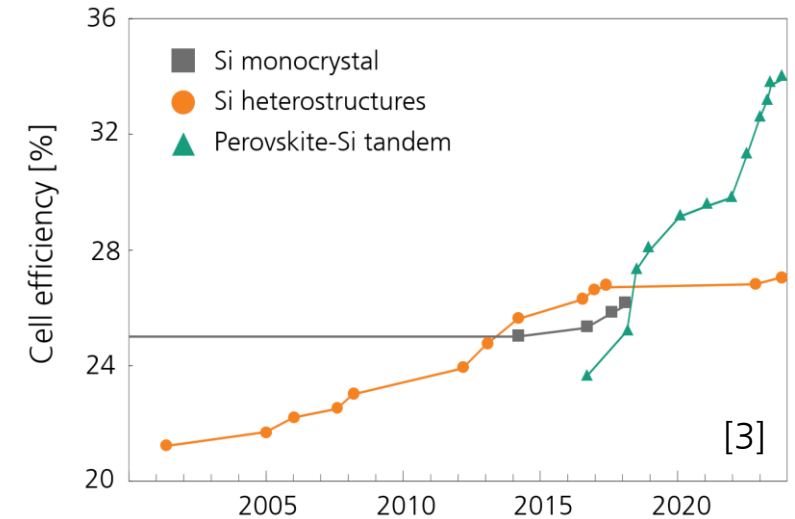 36
32
28
24
20
Cell efficiency [%]
Si monocrystal
Si heterostructures
Perovskite-Si tandem
[3]
2005 2010 2015 2020